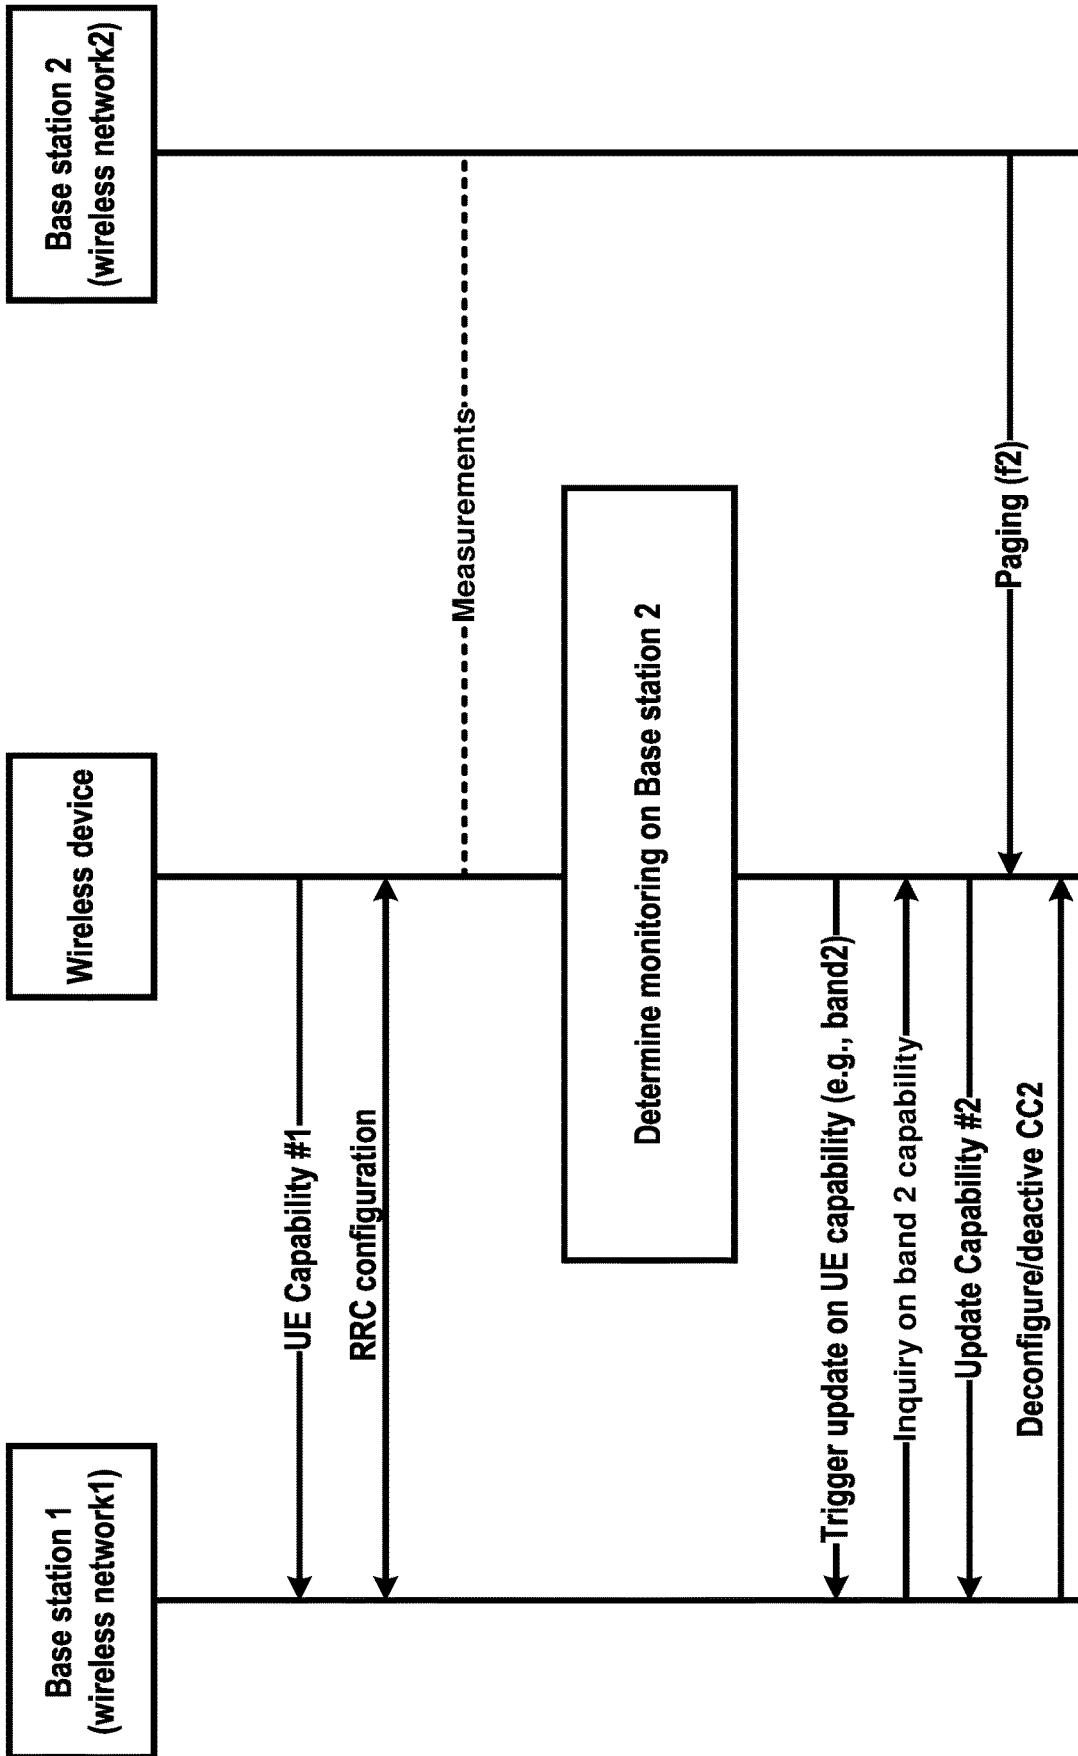 Base station 1
(wireless network1)
Wireless device
Base station 2
(wireless network2)
UE Capability #1
RRC configuration
Measurements
Determine monitoring on Base station 2
Trigger update on UE capability (e.g., band2)
Inquiry on band 2 capability
Update Capability #2
Paging (f2)
Deconfigure/deactive CC2